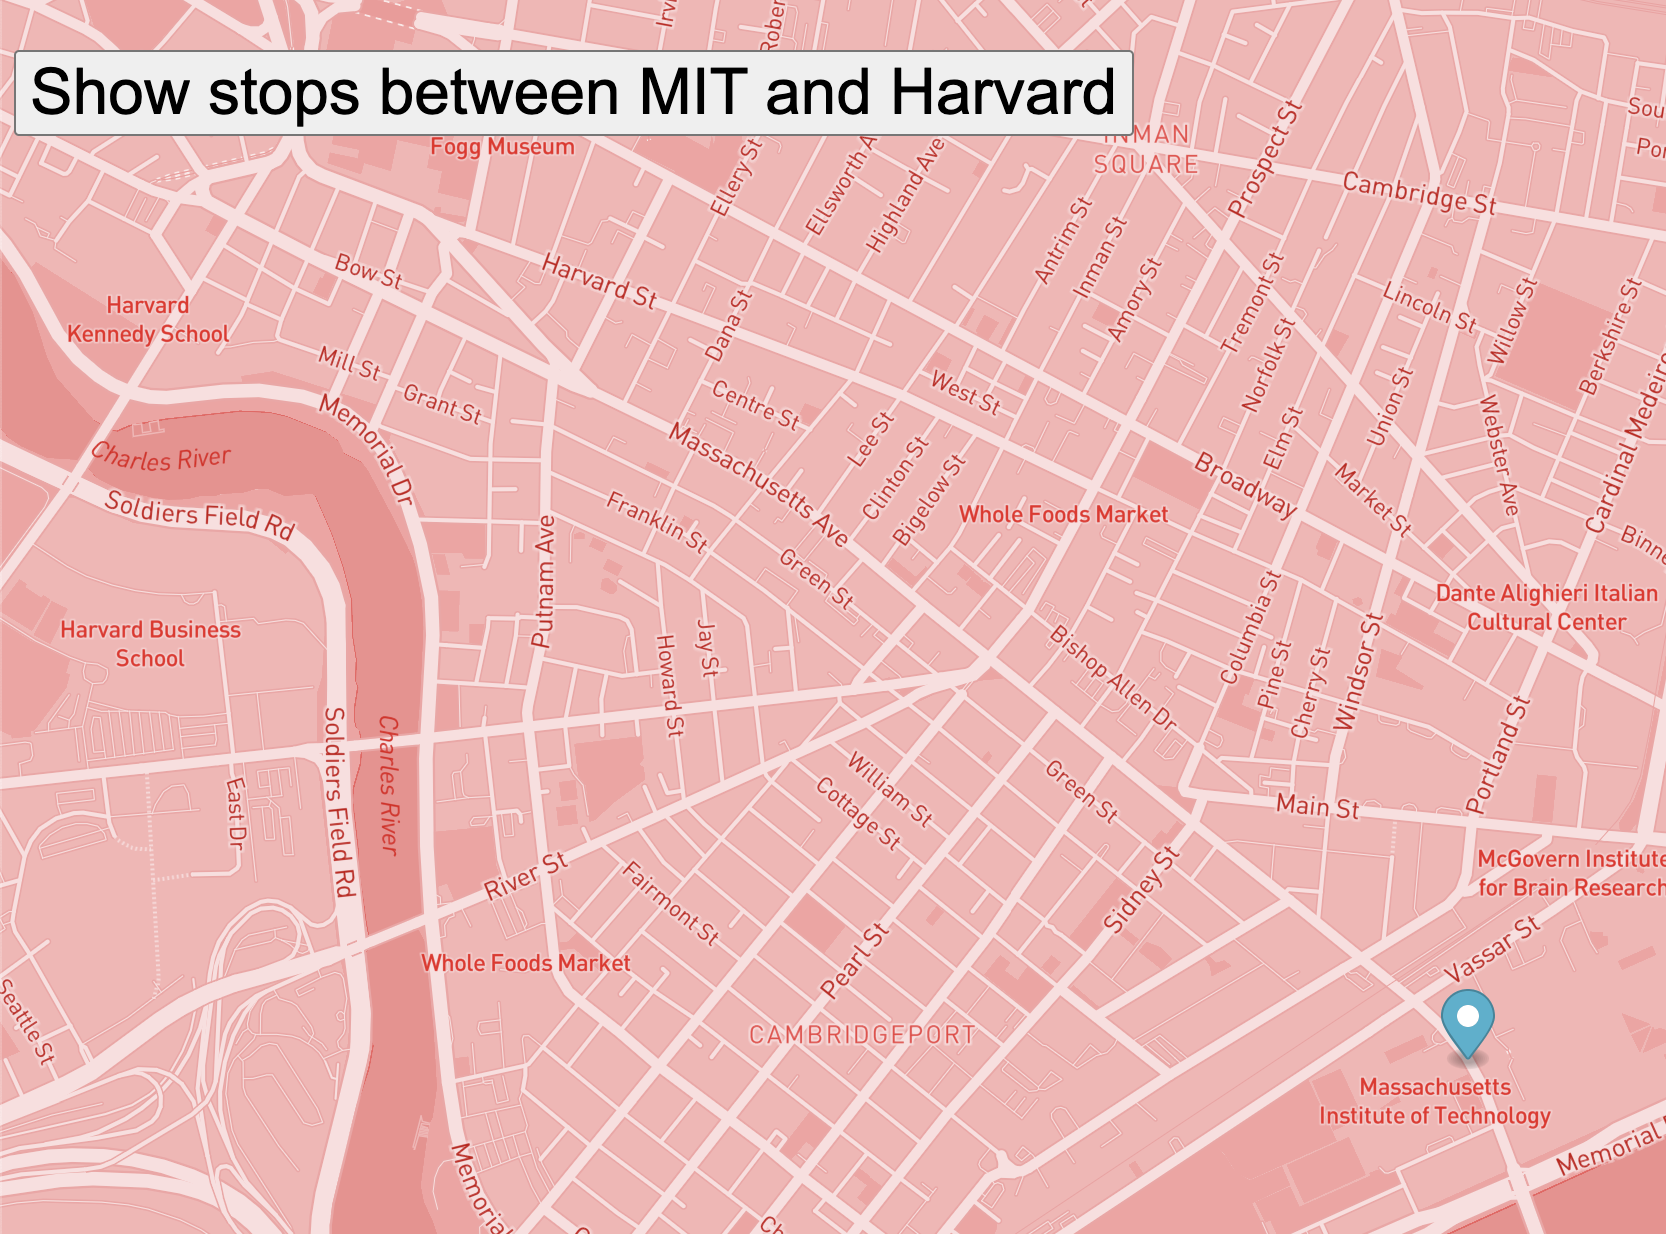 Show stops between MIT and Harvard
Fogg Museum
INMAN
SQUARE
Ellery St
Highland Ave
Antrim St
Inman St
Amory St
Prospect St
Cambridge St
Tremont St
Norfolk St
Lincoln St
Willow St
Berkshire St
Harvard
Kennedy School
Bow St
Harvard St
Dana St
Mill St
Grant St
Memorial Dr
Centre St
West St
Lee St
Clinton St
Bigelow St
Massachusetts Ave
Elm St
Union St
Webster Ave
Market St
Broadway
Charles River
Soldiers Field Rd
Franklin St
Green St
Whole Foods Market
Putnam Ave
Dante Alighieri Italian
Cultural Center
Harvard Business
School
Howard St
Jay St
Bishop Allen Dr
Columbia St
Pine St
Cherry St
Windsor St
Portland St
Soldiers Field Rd
Charles River
East Dr
William St
Cottage St
Green St
Main St
McGovern Institute
for Brain Research
River St
Fairmont St
Sidney St
Pearl St
Vassar St
Whole Foods Market
Seattle St
CAMBRIDGEPORT
Massachusetts
Institute of Technology
Memorial
Memorial